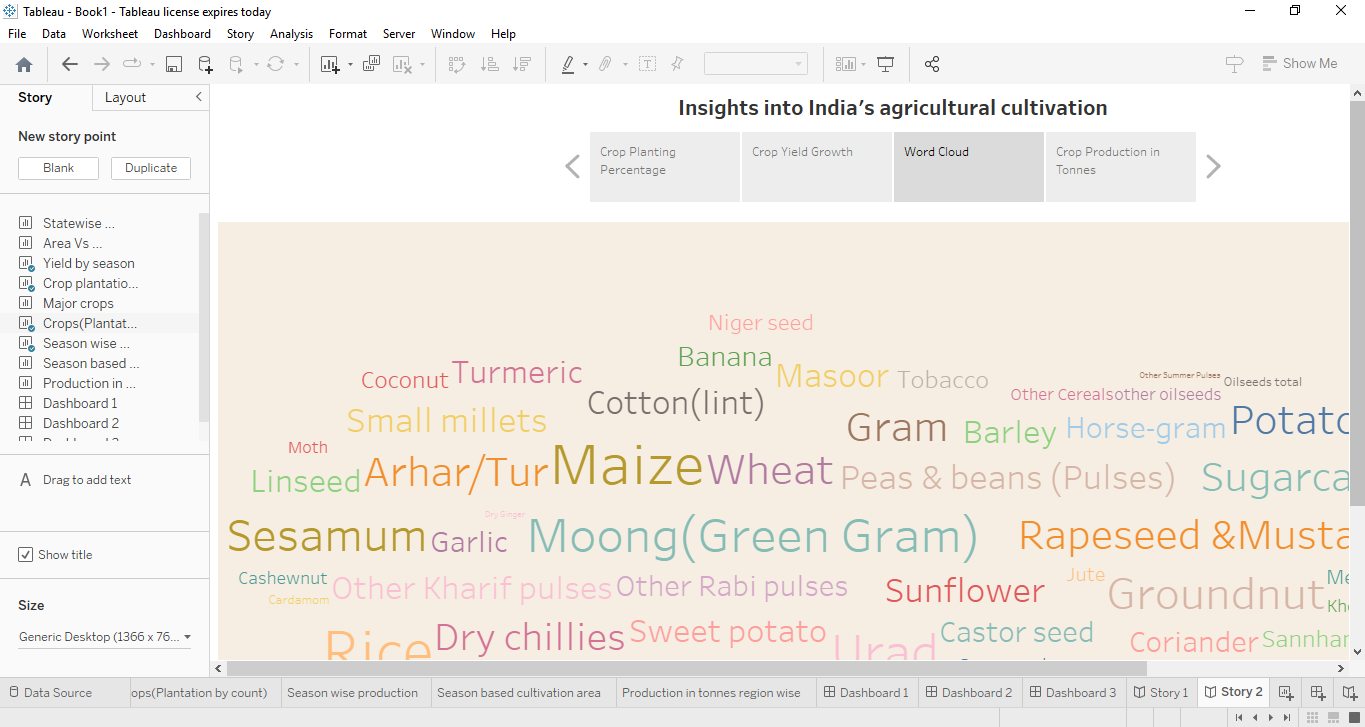 Tableau - Book1 - Tableau license expires today
File Data Worksheet Dashboard Story Analysis Format Server Window Help
Show Me
Story Layout
New story point
Blank Duplicate
Statewise ...
Area Vs ...
Yield by season
Crop plantatio...
Major crops
Crops(Plantat...
Season wise ...
Season based ...
Production in ...
Dashboard 1
Dashboard 2
A Drag to add text
Show title
Size
Generic Desktop (1366 x 76...
Insights into India's agricultural cultivation
Crop Planting
Percentage
Crop Yield Growth
Word Cloud
Crop Production in
Tonnes
Niger seed
Banana
Coconut Turmeric Masoor Tobacco Other Summer Pulses Oilseeds total
Cotton(lint) Other Cerealsother oilseeds
Small millets Gram Barley Horse-gram Potato
Moth
Linseed Arhar/Tur Maize Wheat Peas & beans (Pulses) Sugarca
Dry Ginger
Sesamum Garlic Moong(Green Gram) Rapeseed &Musta
Cashewnut Other Kharif pulses Other Rabi pulses Sunflower Jute Groundnut Me
Cardamom Kh
Rice Dry chillies Sweet potato Urad Castor seed Coriander Sannhar
Data Source ops(Plantation by count) Season wise production Season based cultivation area Production in tonnes region wise Dashboard 1 Dashboard 2 Dashboard 3 Story 1 Story 2